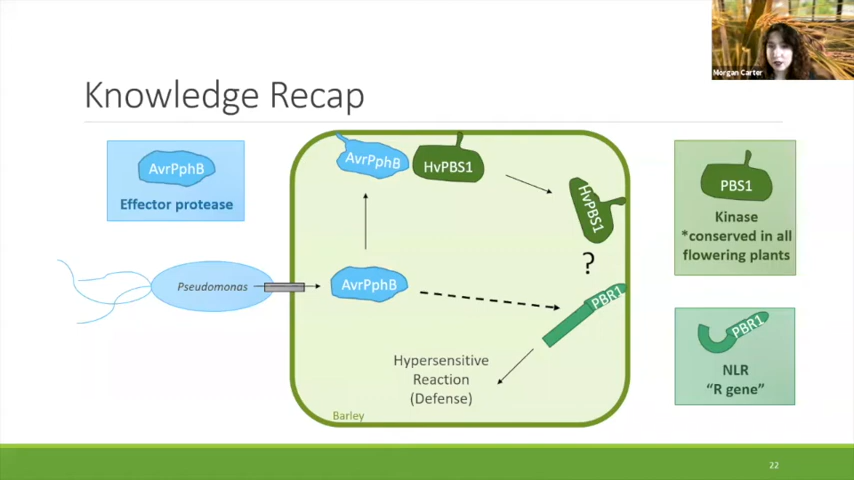 Morgan Carter
Knowledge Recap
AvrPphB
Effector protease
Pseudomonas
AvrPphB
HvPBS1
HvPBS1
?
AvrPphB
PBR1
Hypersensitive
Reaction
(Defense)
Barley
PBS1
Kinase
*conserved in all
flowering plants
PBR1
NLR
“R gene”
22